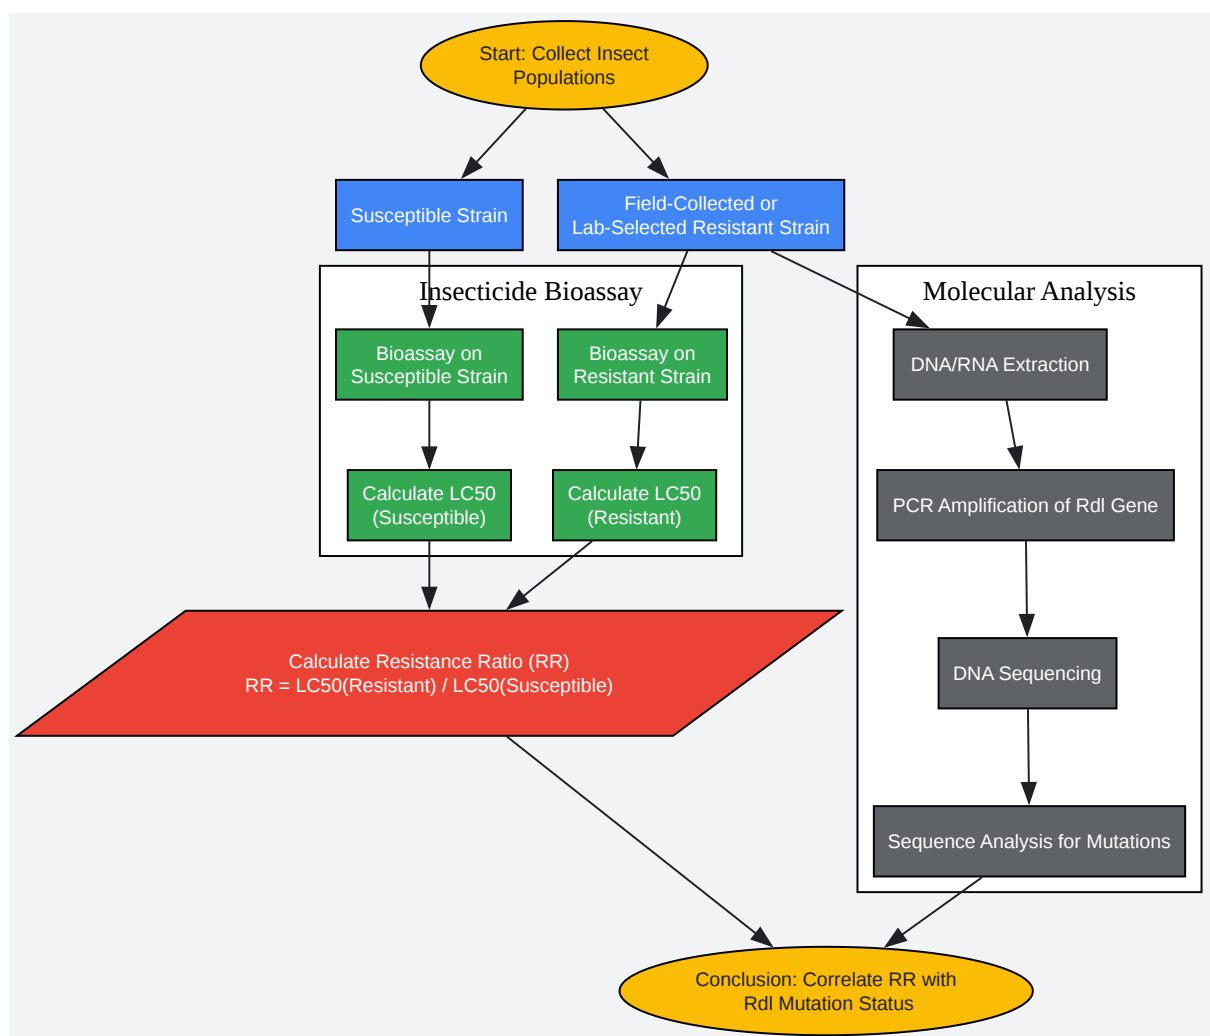 Start: Collect Insect
Populations
Susceptible Strain
Field-Collected or
Lab-Selected Resistant Strain
Insecticide Bioassay
Molecular Analysis
Bioassay on
Susceptible Strain
Bioassay on
Resistant Strain
DNA/RNA Extraction
Calculate LC50
(Susceptible)
Calculate LC50
(Resistant)
PCR Amplification of Rdl Gene
Calculate Resistance Ratio (RR)
RR = LC50(Resistant) / LC50(Susceptible)
DNA Sequencing
Sequence Analysis for Mutations
Conclusion: Correlate RR with
Rdl Mutation Status